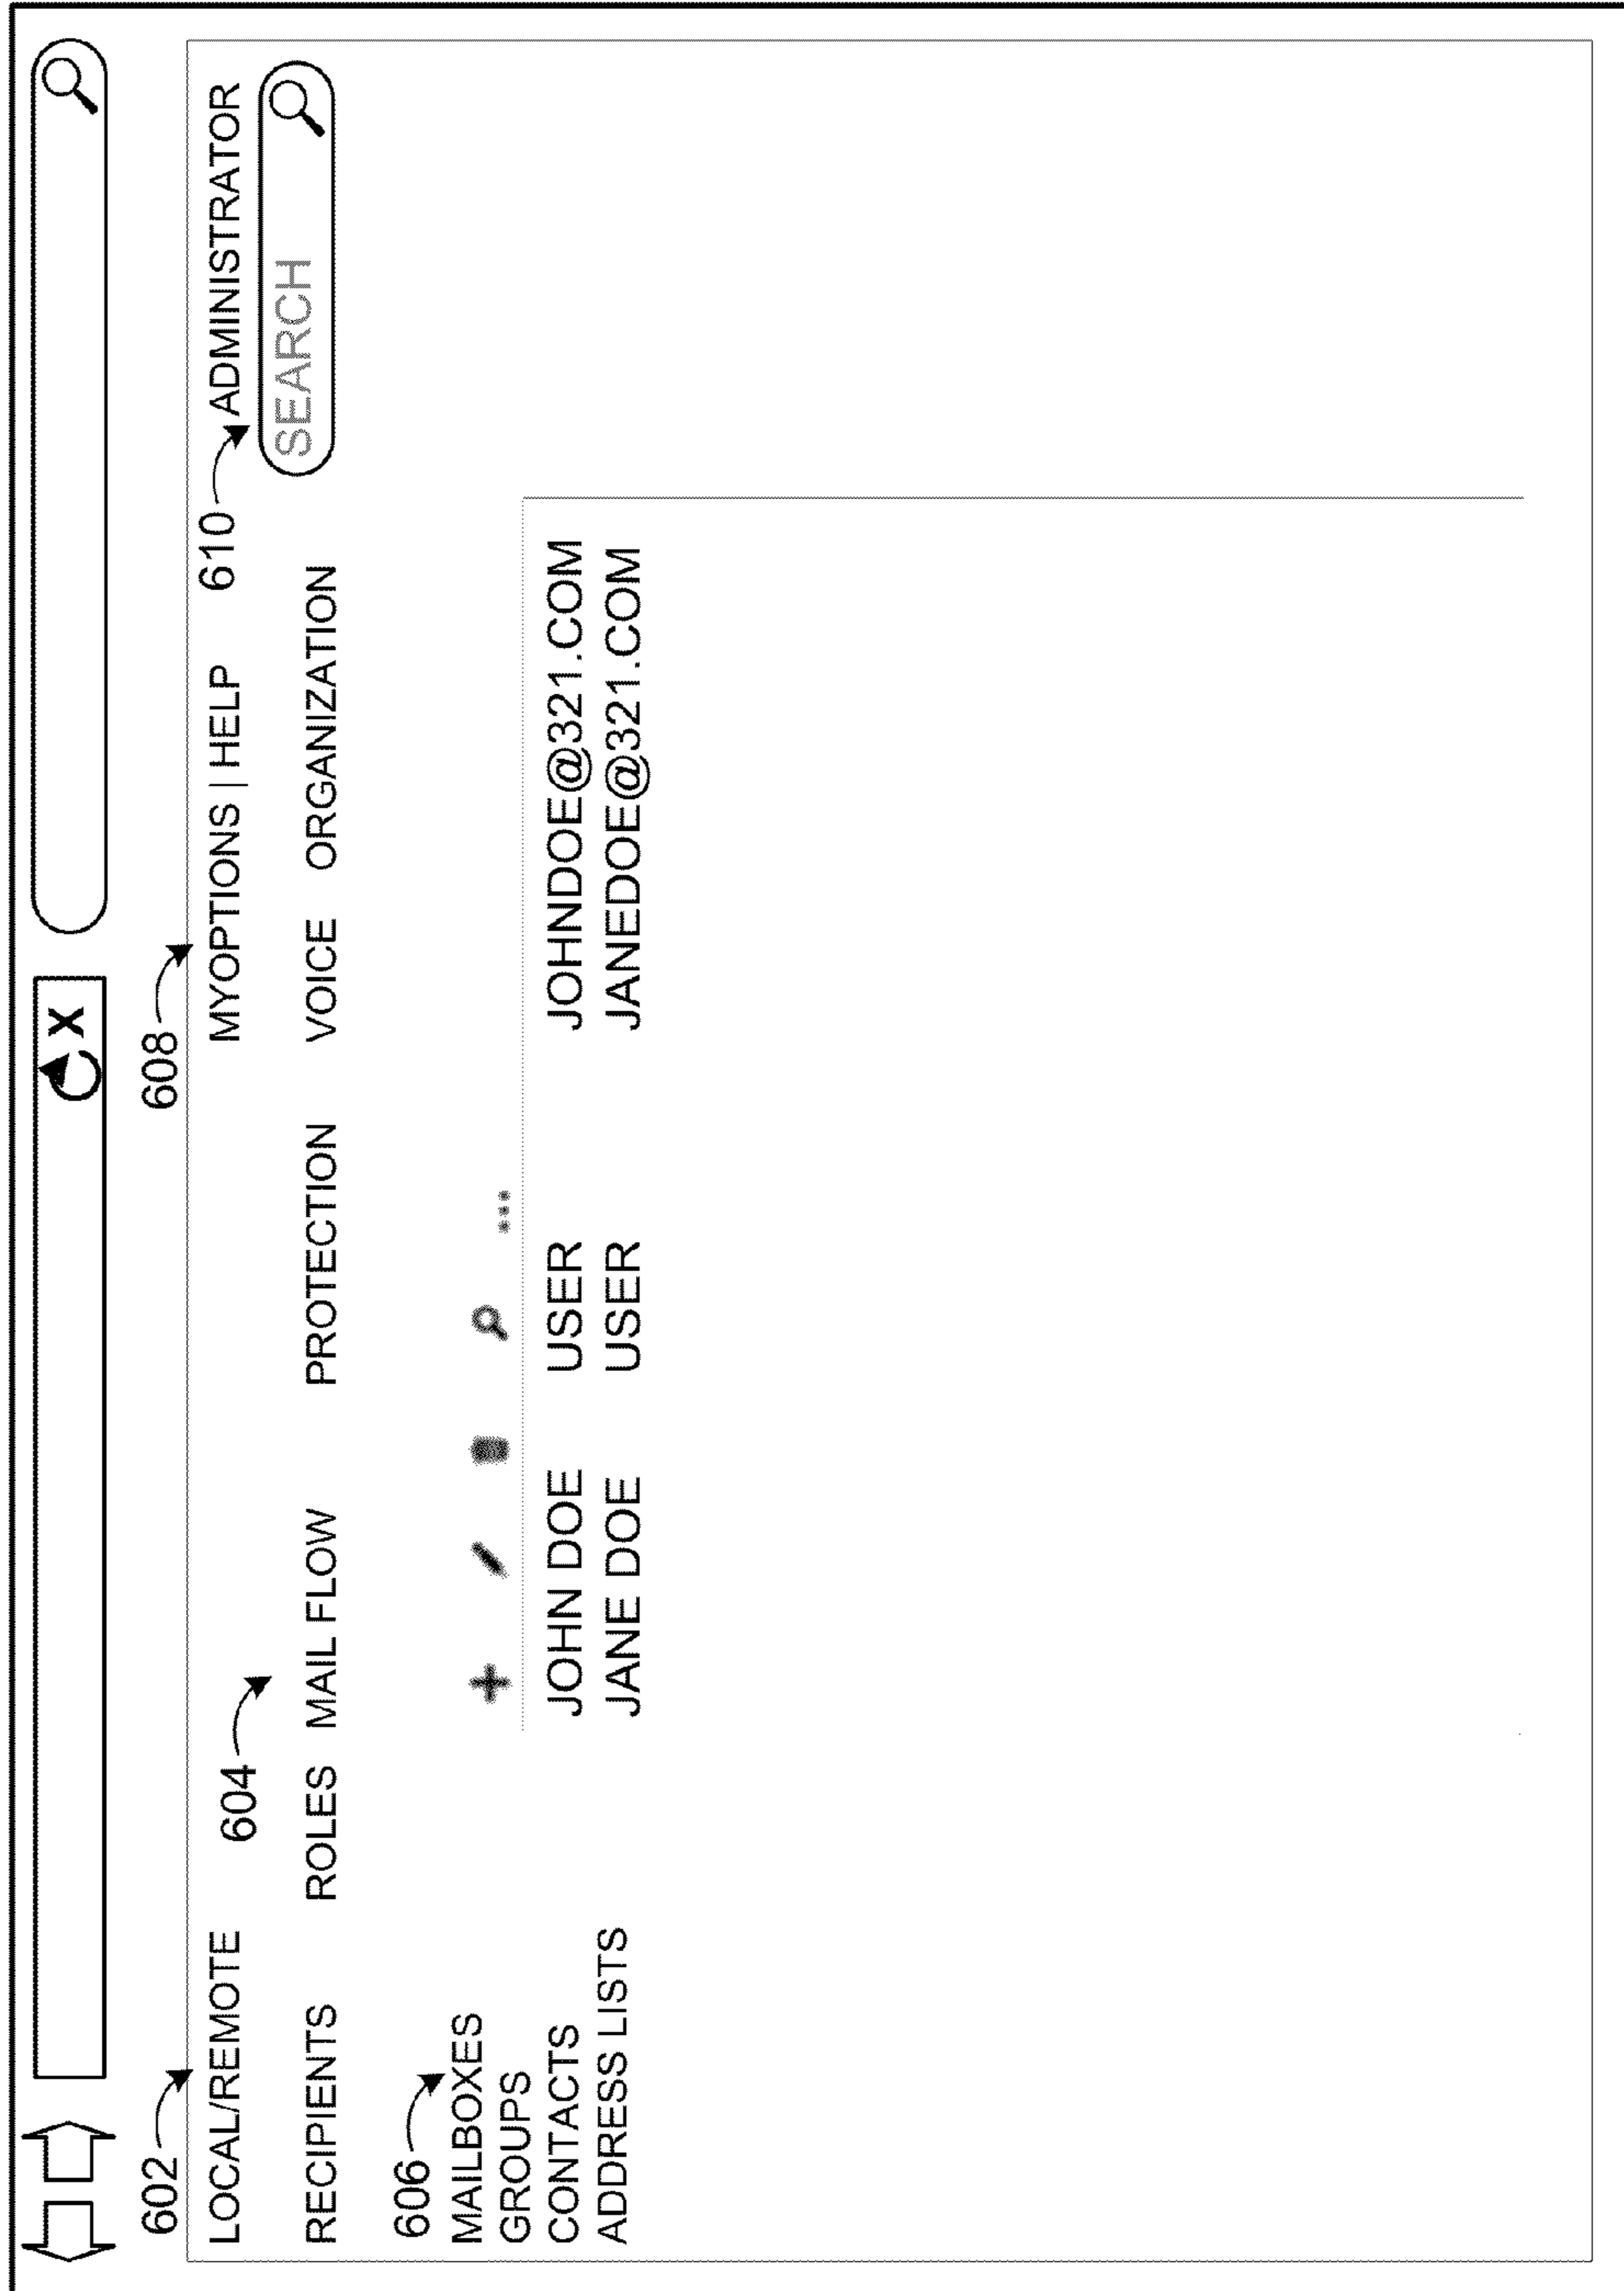 X
602 608
LOCAL/REMOTE 604 MYOPTIONS | HELP 610 ADMINISTRATOR
RECIPIENTS ROLES MAIL FLOW PROTECTION VOICE ORGANIZATION SEARCH
606
MAILBOXES
GROUPS
CONTACTS
ADDRESS LISTS
...
JOHN DOE USER JOHNDOE@321.COM
JANE DOE USER JANEDOE@321.COM